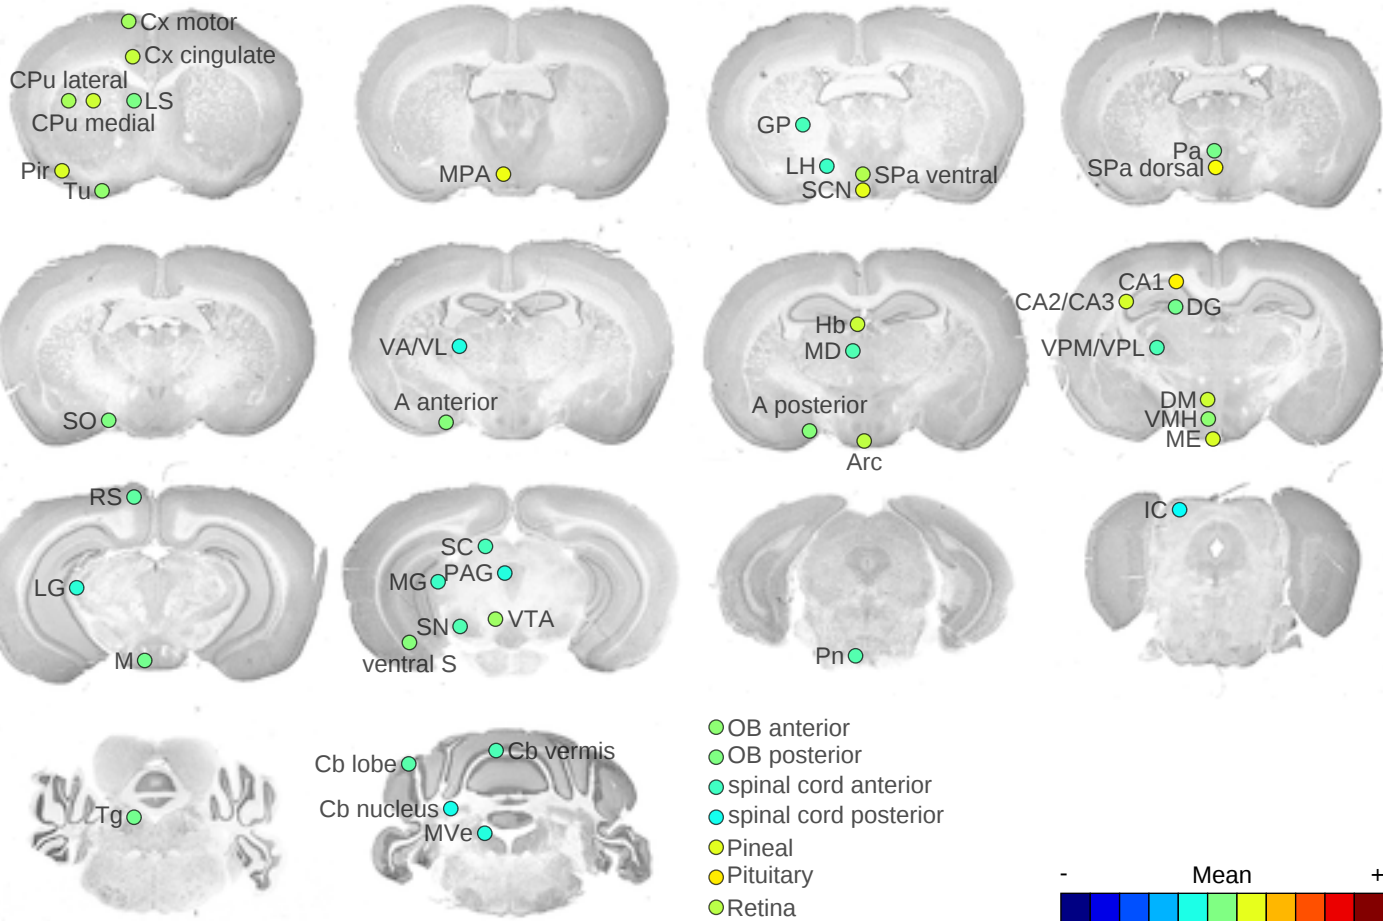 Cx motor
Cx cingulate
CPu lateral
LS
CPu medial
Pir
Tu
MPA
GP
LH
SPa ventral
SCN
Pa
SPa dorsal
SO
VA/VL
A anterior
Hb
MD
A posterior
Arc
CA1
CA2/CA3
DG
VPM/VPL
DM
VMH
ME
RS
LG
M
SC
MG
PAG
SN
VTA
ventral S
Pn
IC
Tg
Cb lobe
Cb vermis
Cb nucleus
MVe
OB anterior
OB posterior
spinal cord anterior
spinal cord posterior
Pineal
Pituitary
Retina
- Mean +